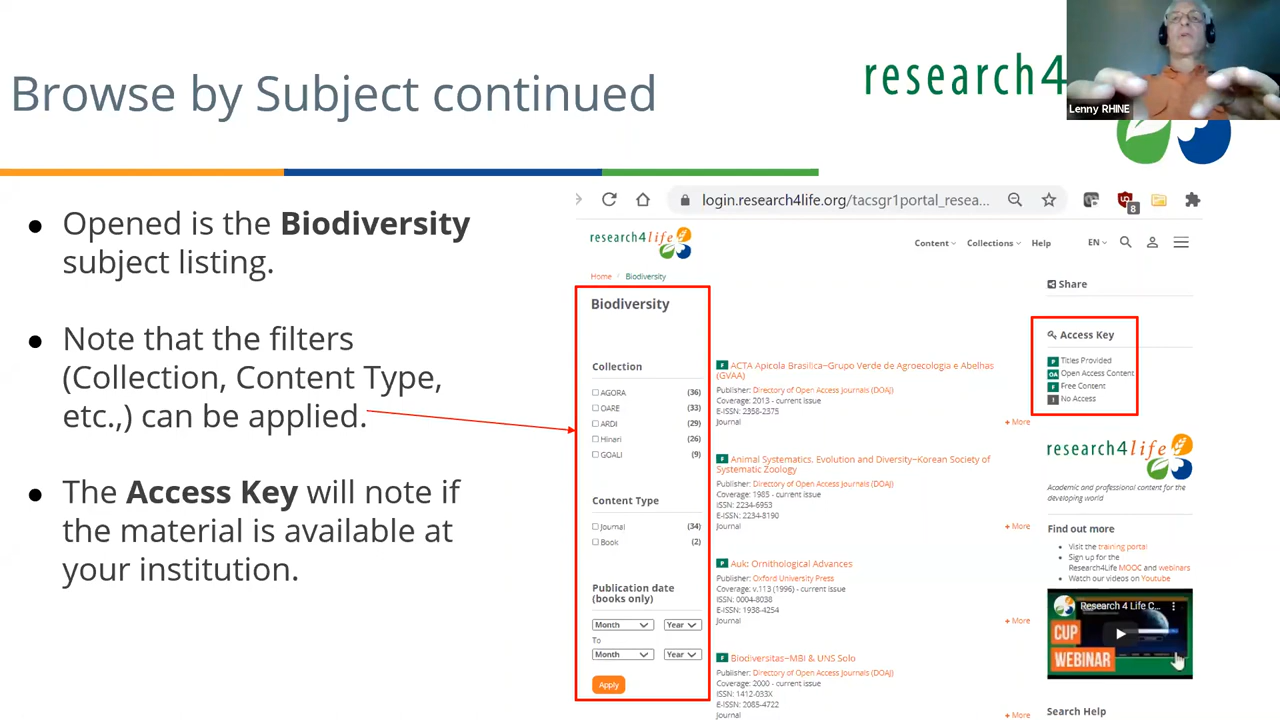 Browse by Subject continued
research4
Lenny RHINE
● Opened is the Biodiversity
subject listing.
● Note that the filters
(Collection, Content Type,
etc.,) can be applied.
● The Access Key will note if
the material is available at
your institution.
login.research4life.org/tacsgr1portal_resea...
8
research4life
Content
Collections
Help
EN
Home / Biodiversity
Biodiversity
Collection
AGORA (36)
OARE (33)
ARDI (29)
Hinari (26)
GOALI (9)
Content Type
Journal (34)
Book (2)
Publication date
(books only)
Month Year
To
Month Year
Apply
F ACTA Apicola Brasilica~Grupo Verde de Agroecologia e Abelhas
(GVAA)
Publisher: Directory of Open Access Journals (DOAJ)
Coverage: 2013 - current issue
E-ISSN: 2358-2375
Journal
+ More
F Animal Systematics, Evolution and Diversity~Korean Society of
Systematic Zoology
Publisher: Directory of Open Access Journals (DOAJ)
Coverage: 1985 - current issue
ISSN: 2234-6953
E-ISSN: 2234-8190
Journal
+ More
P Auk: Ornithological Advances
Publisher: Oxford University Press
Coverage: v.113 (1996) - current issue
ISSN: 0004-8038
E-ISSN: 1938-4254
Journal
+ More
F Biodiversitas~MBI & UNS Solo
Publisher: Directory of Open Access Journals (DOAJ)
Coverage: 2000 - current issue
ISSN: 1412-033X
E-ISSN: 2085-4722
Journal
+ More
Share
Access Key
P Titles Provided
OA Open Access Content
F Free Content
! No Access
research4life
Academic and professional content for the
developing world
Find out more
• Visit the training portal
• Sign up for the
Research4Life MOOC and webinars
• Watch our videos on Youtube
Research 4 Life C...
CUP
WEBINAR
Search Help